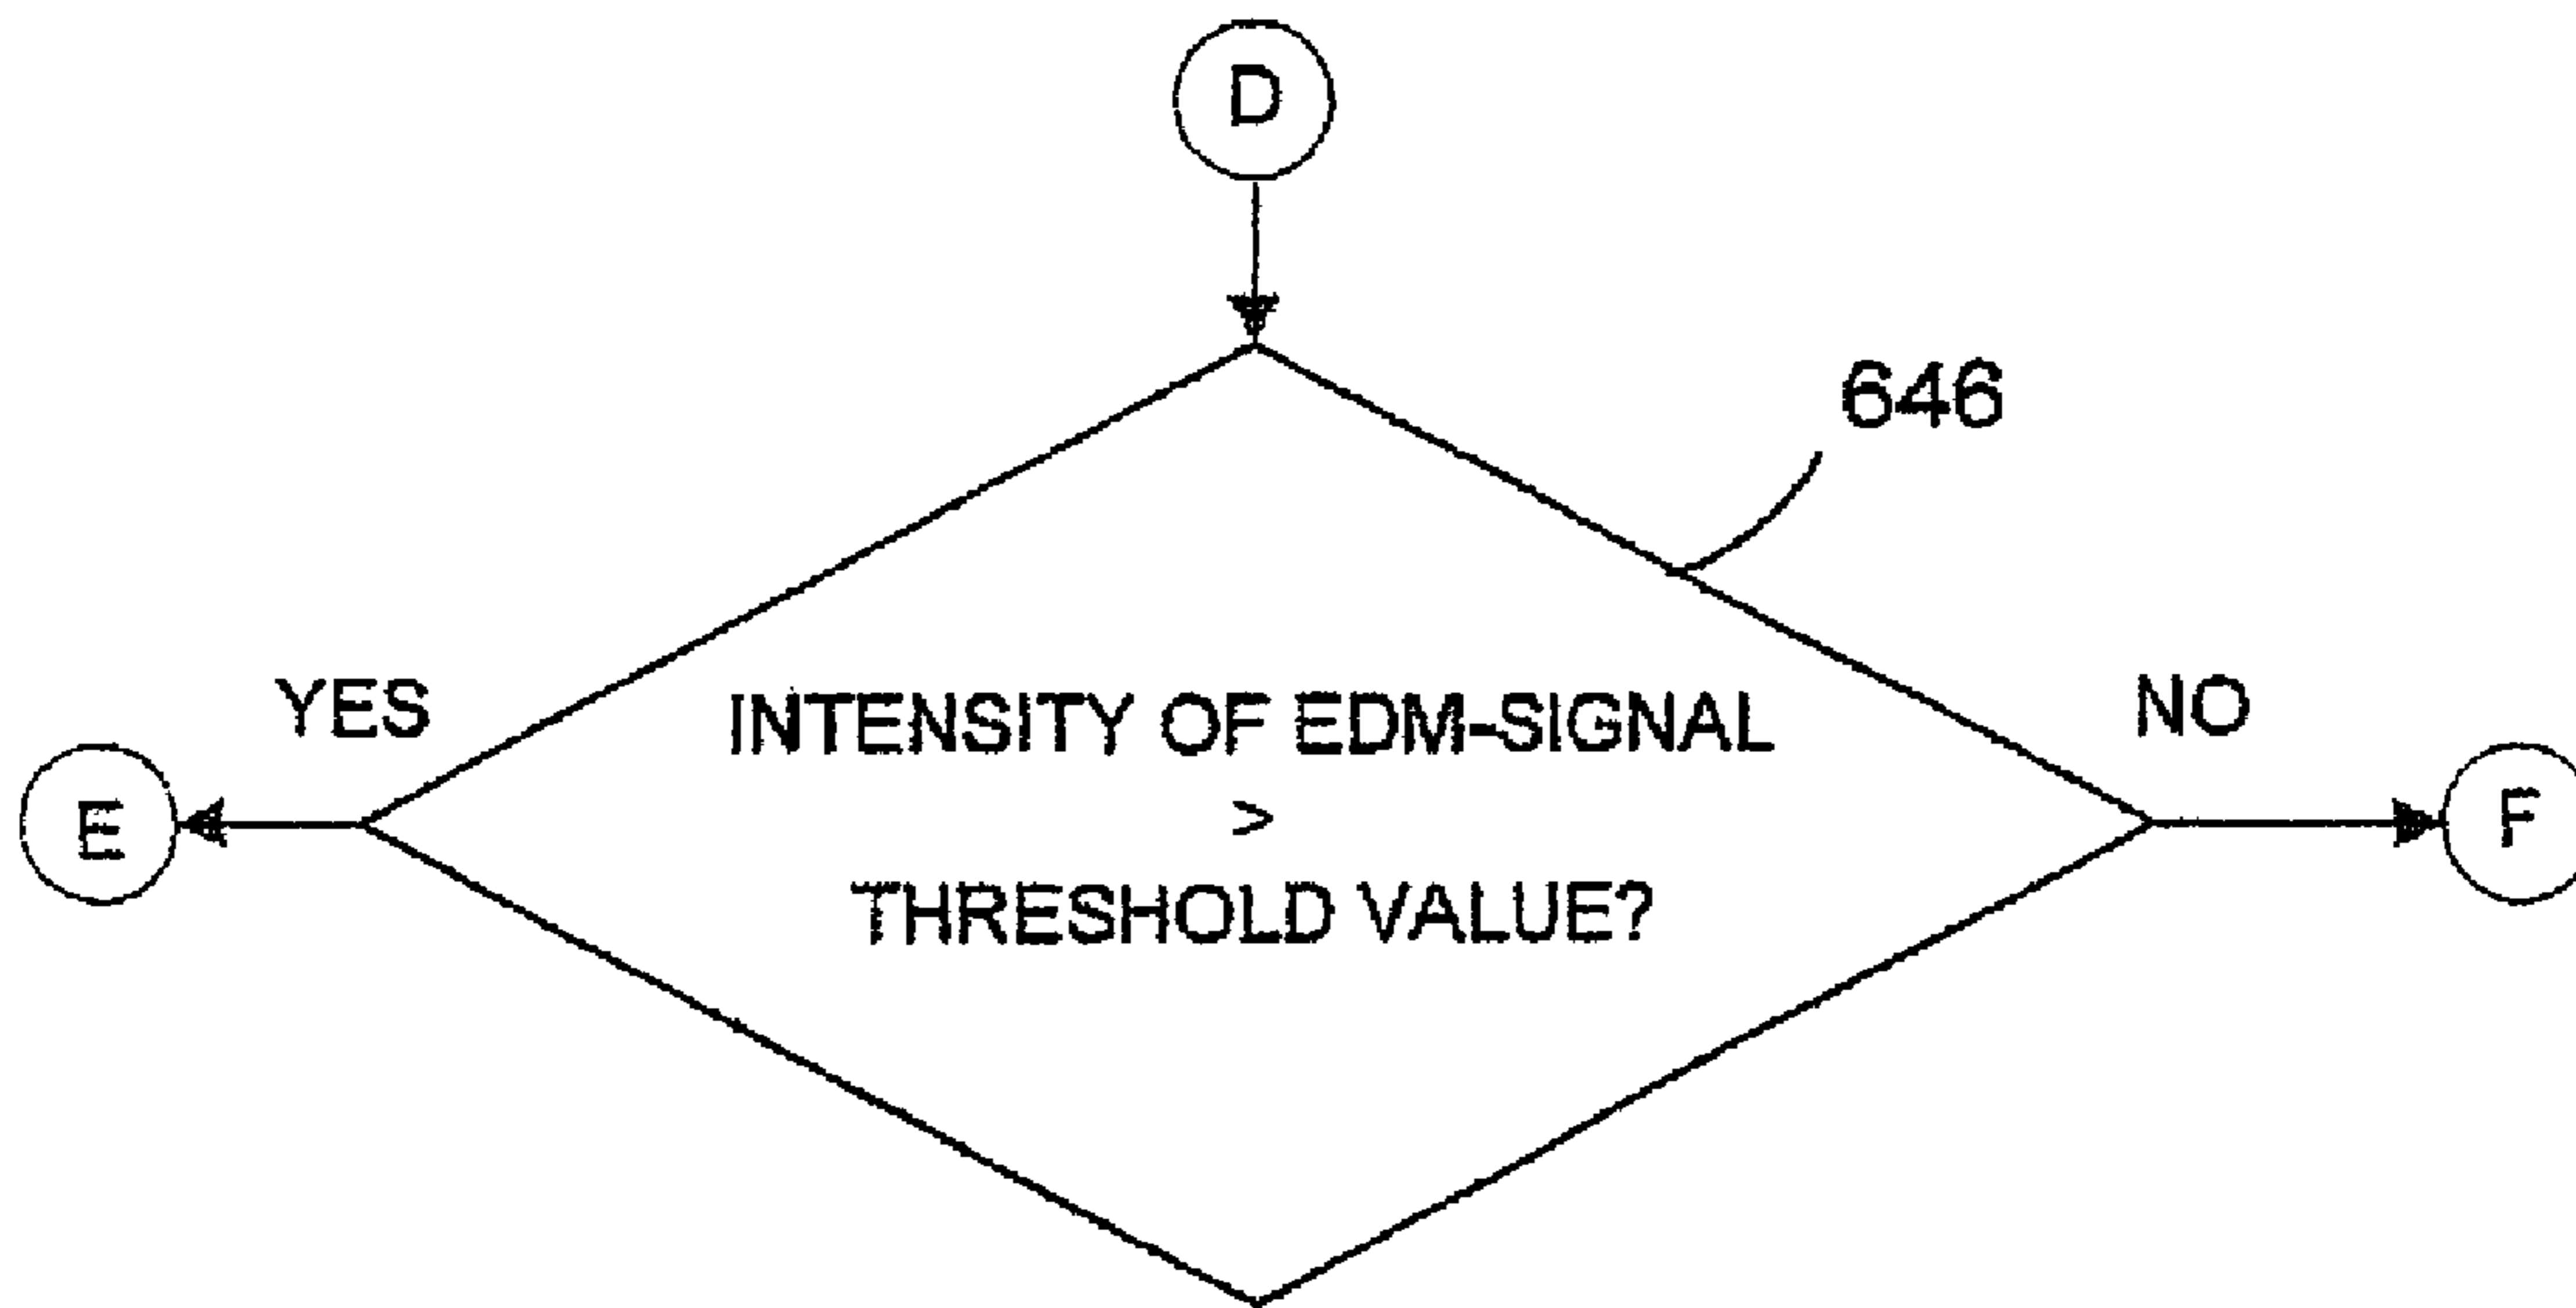 D
646
YES
NO
INTENSITY OF EDM-SIGNAL
>
THRESHOLD VALUE?
E
F